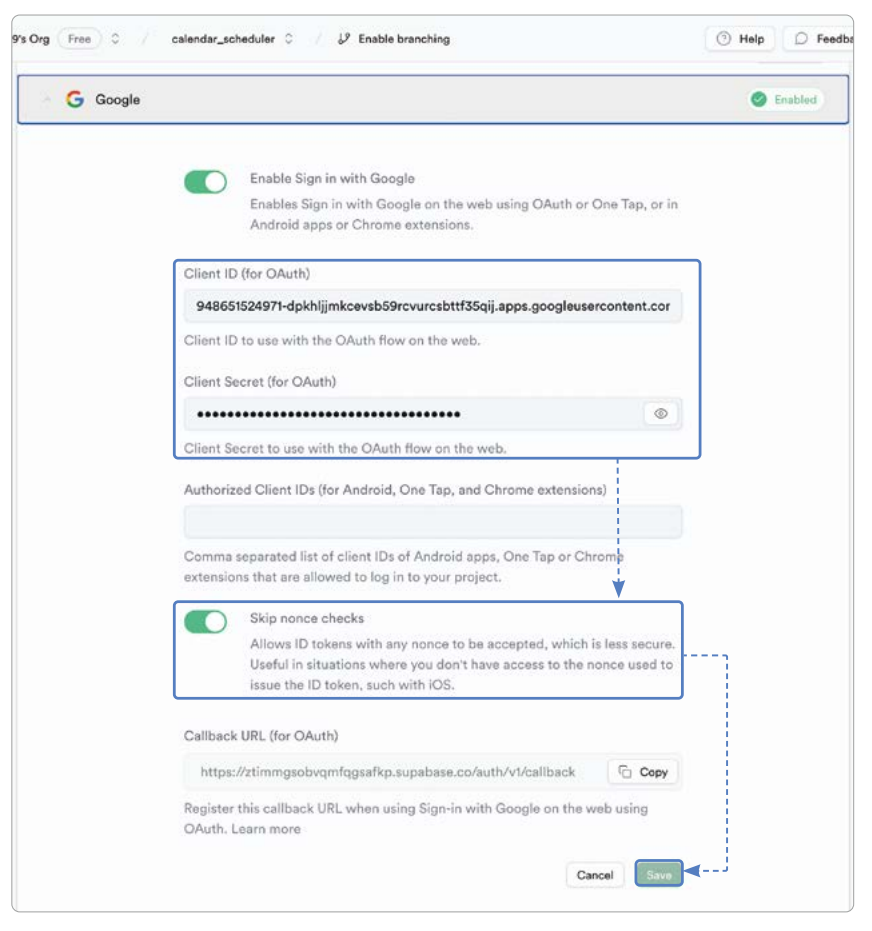 9's Org Free / calendar_scheduler / Enable branching Help Feedba
Google Enabled
Enable Sign in with Google
Enables Sign in with Google on the web using OAuth or One Tap, or in
Android apps or Chrome extensions.
Client ID (for OAuth)
948651524971-dpkhljjmkcevsb59rcvurcsbttf35qij.apps.googleusercontent.cor
Client ID to use with the OAuth flow on the web.
Client Secret (for OAuth)
•••••••••••••••••••••••••••••••••••
Client Secret to use with the OAuth flow on the web.
Authorized Client IDs (for Android, One Tap, and Chrome extensions)
Comma separated list of client IDs of Android apps, One Tap or Chrome
extensions that are allowed to log in to your project.
Skip nonce checks
Allows ID tokens with any nonce to be accepted, which is less secure.
Useful in situations where you don't have access to the nonce used to
issue the ID token, such with iOS.
Callback URL (for OAuth)
https://ztimmgsobvqmfqgsafkp.supabase.co/auth/v1/callback Copy
Register this callback URL when using Sign-in with Google on the web using
OAuth. Learn more
Cancel Save